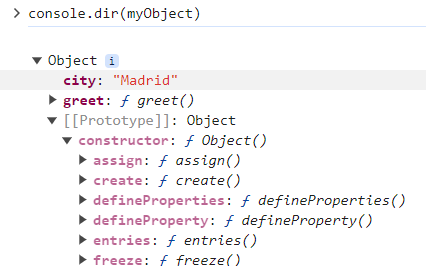 > console.dir(myObject)
▼ Object i
city: "Madrid"
▶ greet: ƒ greet()
▼ [[Prototype]]: Object
▼ constructor: ƒ Object()
▶ assign: ƒ assign()
▶ create: ƒ create()
▶ defineProperties: ƒ defineProperties()
▶ defineProperty: ƒ defineProperty()
▶ entries: ƒ entries()
▶ freeze: ƒ freeze()